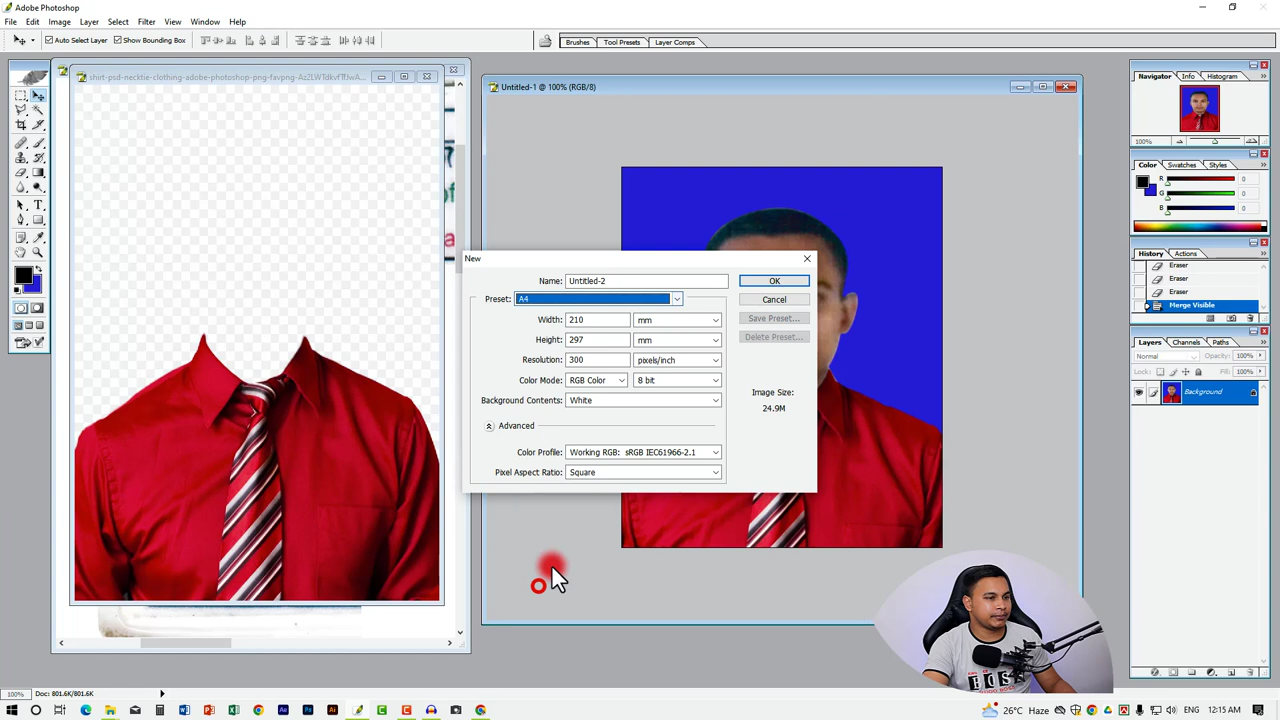 Adobe Photoshop
File Edit Image Layer Select Filter View Window Help
Auto Select Layer Show Bounding Box
Brushes Tool Presets Layer Comps
shirt-psd-necktie-clothing-adobe-photoshop-png-favpng-
Untitled-1 @ 100% (RGB/8)
Navigator Info Histogram
100%
Color Swatches Styles
R 0
G 0
B 0
History Actions
Eraser
Eraser
Eraser
Merge Visible
Layers Channels Paths
Normal Opacity: 100%
Lock: Fill: 100%
Background
New
Name: Untitled-2 OK
Preset: A4 Cancel
Width: 210 mm Save Preset...
Height: 297 mm Delete Preset...
Resolution: 300 pixels/inch
Color Mode: RGB Color 8 bit
Background Contents: White
Image Size:
24.9M
Advanced
Color Profile: Working RGB: sRGB IEC61966-2.1
Pixel Aspect Ratio: Square
100% Doc: 801.6K/801.6K
26°C Haze 12:15 AM